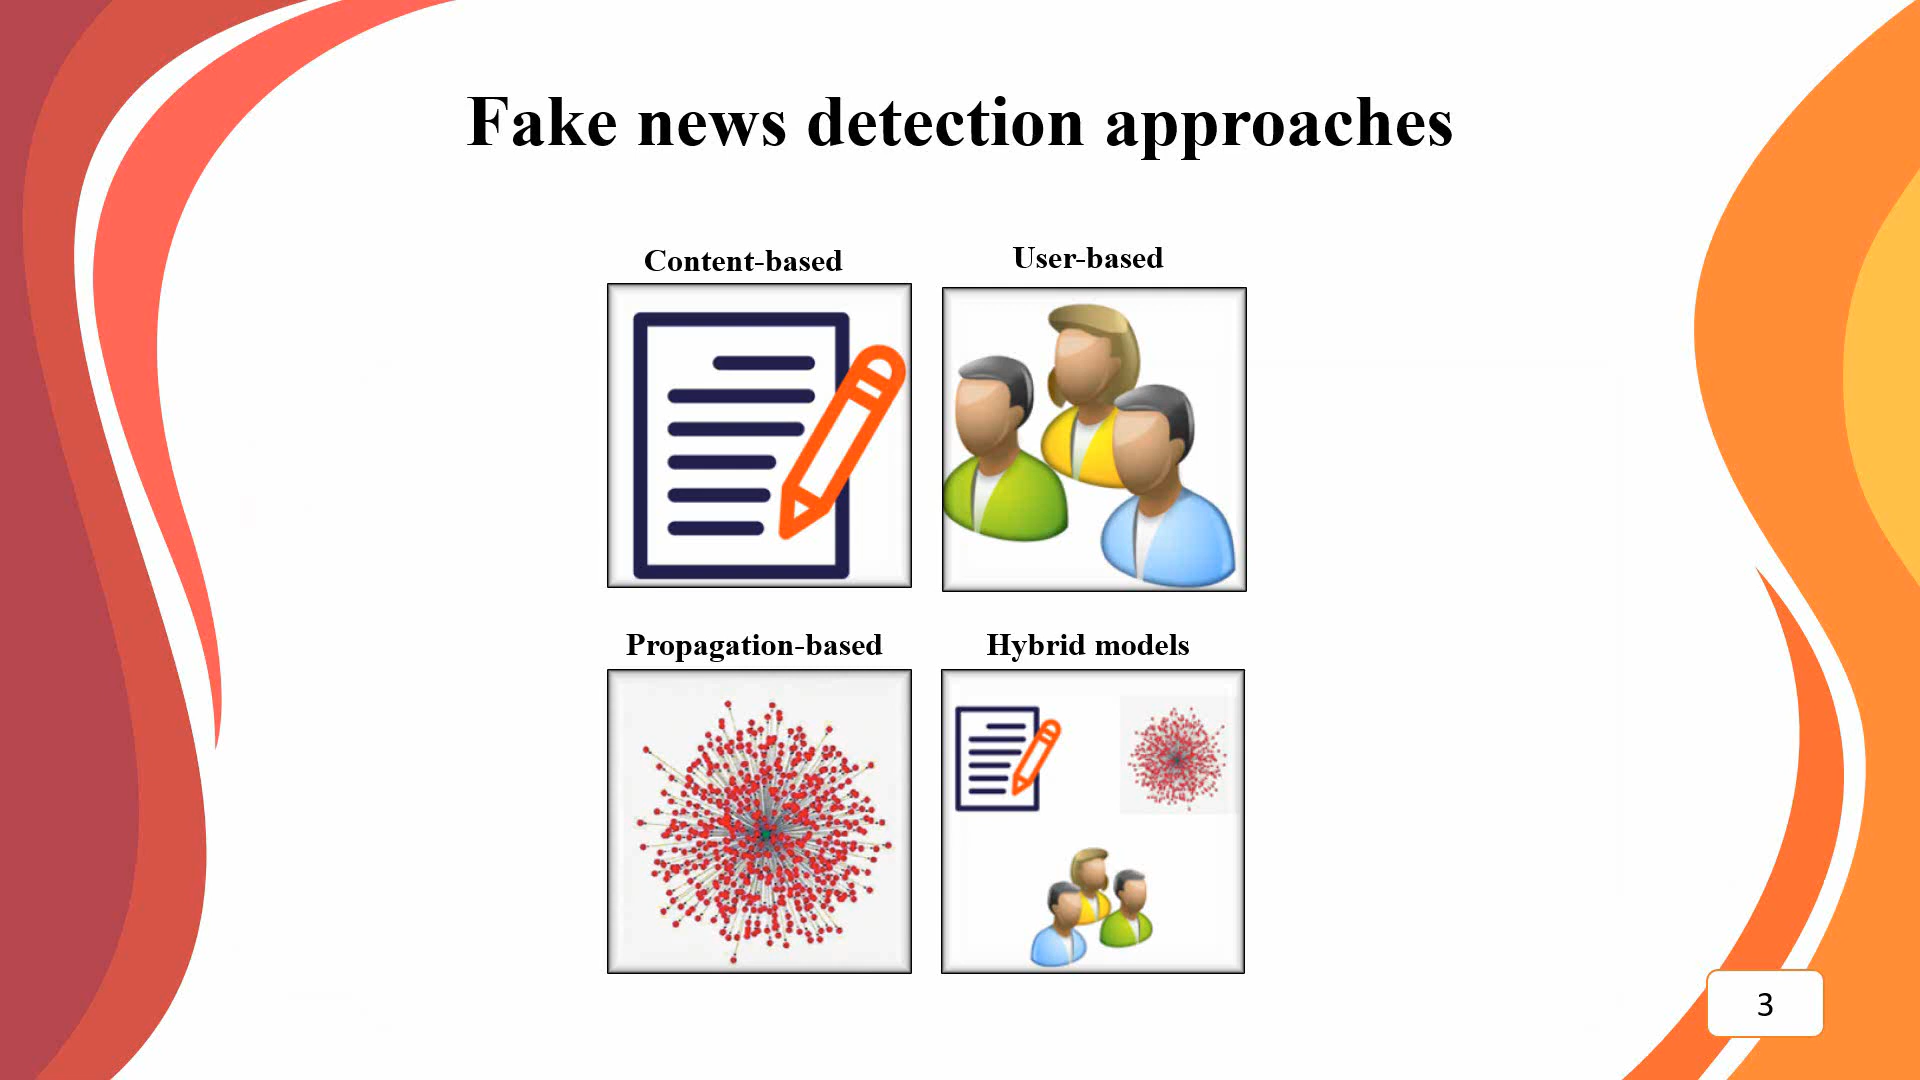 Fake news detection approaches
Content-based
User-based
Propagation-based
Hybrid models
3